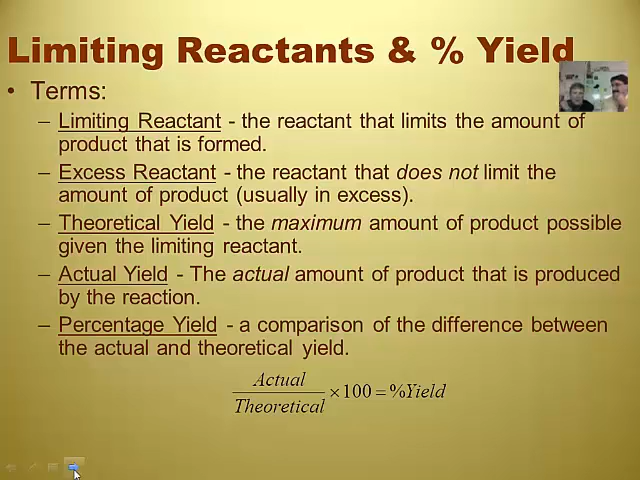 Limiting Reactants & % Yield
• Terms:
– Limiting Reactant - the reactant that limits the amount of
product that is formed.
– Excess Reactant - the reactant that does not limit the
amount of product (usually in excess).
– Theoretical Yield - the maximum amount of product possible
given the limiting reactant.
– Actual Yield - The actual amount of product that is produced
by the reaction.
– Percentage Yield - a comparison of the difference between
the actual and theoretical yield.
Actual
Theoretical × 100 = %Yield